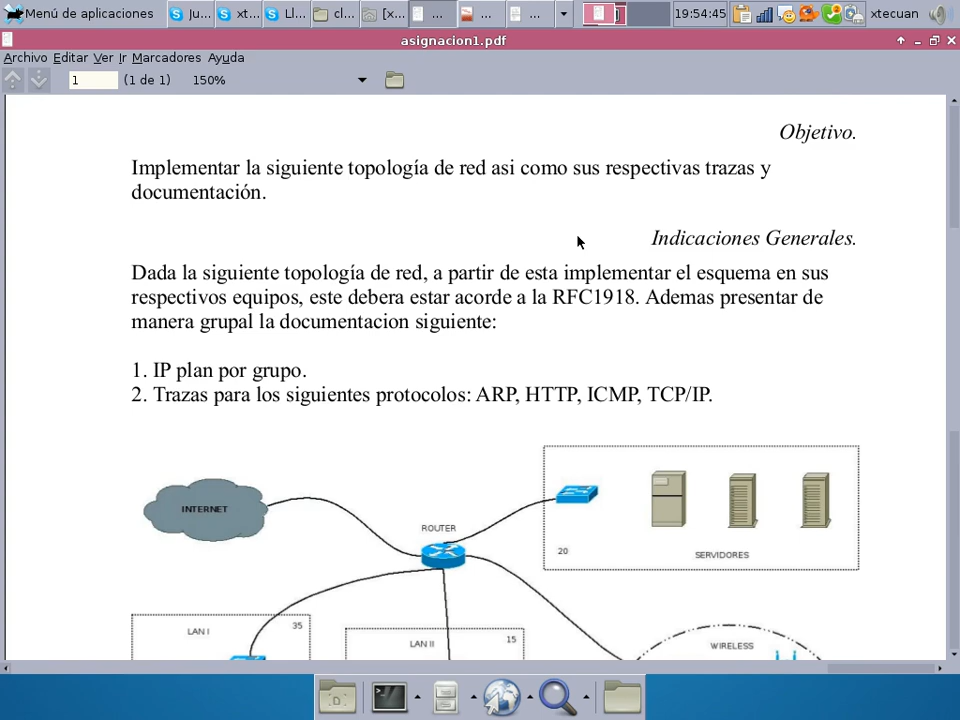 Menú de aplicaciones
Ju...
xt...
Ll...
cl...
[x...
...
...
...
19:54:45
xtecuan
asignacion1.pdf
Archivo Editar Ver Ir Marcadores Ayuda
1 (1 de 1) 150%
Objetivo.
Implementar la siguiente topología de red asi como sus respectivas trazas y
documentación.
Indicaciones Generales.
Dada la siguiente topología de red, a partir de esta implementar el esquema en sus
respectivos equipos, este debera estar acorde a la RFC1918. Ademas presentar de
manera grupal la documentacion siguiente:
1. IP plan por grupo.
2. Trazas para los siguientes protocolos: ARP, HTTP, ICMP, TCP/IP.
INTERNET
ROUTER
20
SERVIDORES
LAN I
35
LAN II
15
WIRELESS